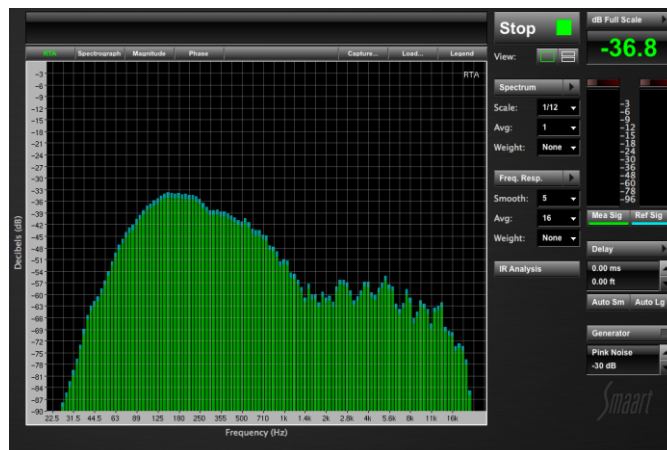 RTA Spectrograph Magnitude Phase Capture... Load... Legend
RTA
-3
-6
-9
-12
-15
-18
-21
-24
-27
-30
-33
-36
-39
-42
-45
-48
-51
-54
-57
-60
-63
-66
-69
-72
-75
-78
-81
-84
-87
-90
Decibels (dB)
22.5 31.5 44.5 63 89 125 180 250 355 500 710 1k 1.4k 2k 2.8k 4k 5.6k 8k 11k 16k
Frequency (Hz)
Stop
View:
Spectrum
Scale: 1/12
Avg: 1
Weight: None
Freq. Resp.
Smooth: 5
Avg: 16
Weight: None
IR Analysis
dB Full Scale
-36.8
-3
-6
-9
-12
-15
-18
-24
-30
-36
-48
-60
-78
-96
Mea Sig Ref Sig
Delay
0.00 ms
0.00 ft
Auto Sm Auto Lg
Generator
Pink Noise
-30 dB
Smaart